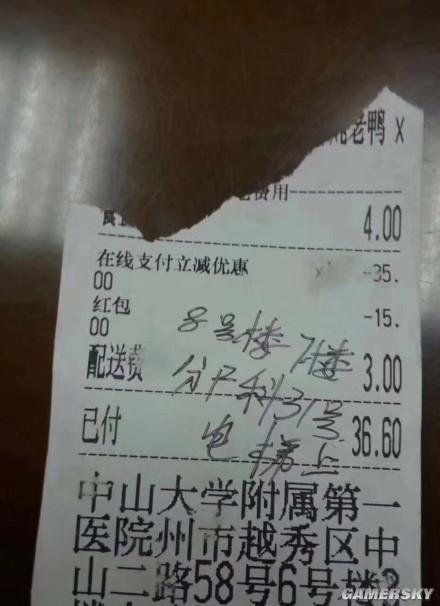 老鸭 x
费用
4.00
在线支付立减优惠 -35.
00
红包 -15.
00
配送费 3.00
已付 36.60
8号楼 7楼
分尸科31号
电梯上
中山大学附属第一
医院州市越秀区中
山二路58号6号楼3
GAMERSKY